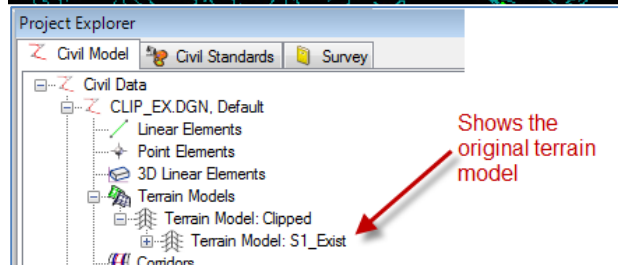 Project Explorer
Civil Model
Civil Standards
Survey
Civil Data
CLIP_EX.DGN, Default
Linear Elements
Point Elements
3D Linear Elements
Terrain Models
Terrain Model: Clipped
Terrain Model: S1_Exist
Corridors
Shows the
original terrain
model